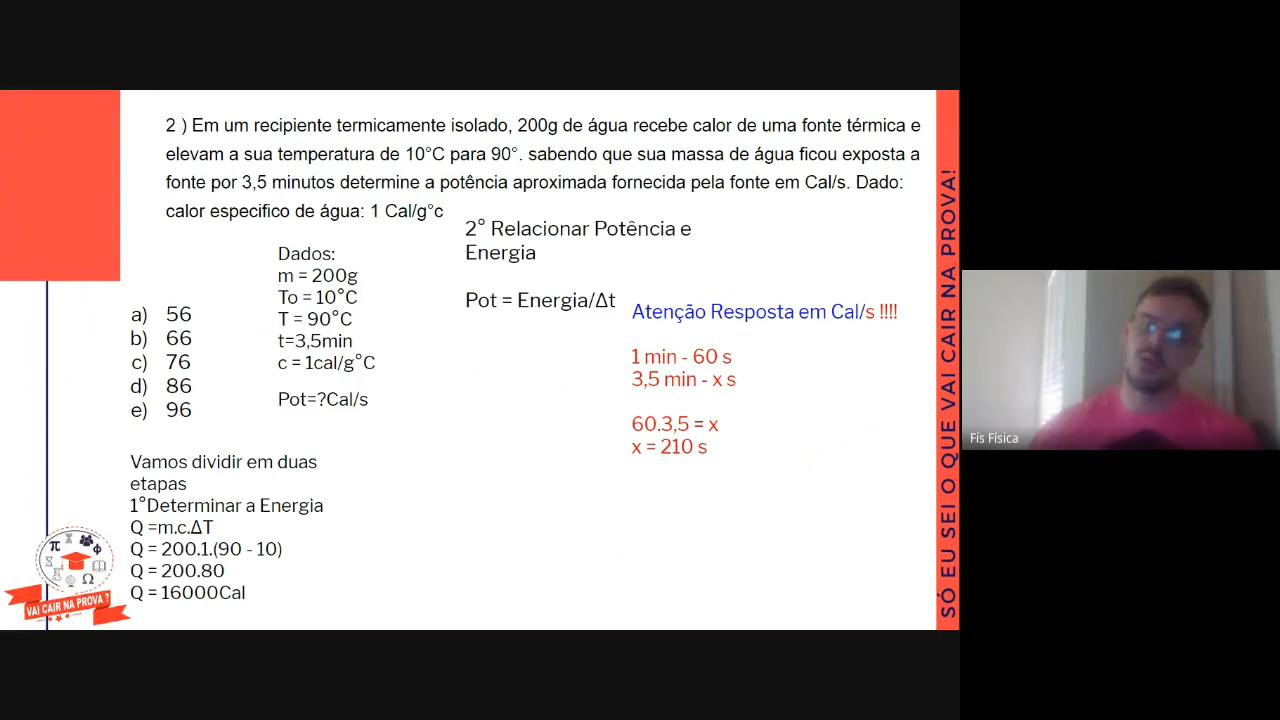 2 ) Em um recipiente termicamente isolado, 200g de água recebe calor de uma fonte térmica e
elevam a sua temperatura de 10°C para 90°. sabendo que sua massa de água ficou exposta a
fonte por 3,5 minutos determine a potência aproximada fornecida pela fonte em Cal/s. Dado:
calor especifico de água: 1 Cal/g°c
a) 56
b) 66
c) 76
d) 86
e) 96
Dados:
m = 200g
To = 10°C
T = 90°C
t=3,5min
c = 1cal/g°C
Pot=?Cal/s
Vamos dividir em duas
etapas
1°Determinar a Energia
Q =m.c.ΔT
Q = 200.1.(90 - 10)
Q = 200.80
Q = 16000Cal
2° Relacionar Potência e
Energia
Pot = Energia/Δt
Atenção Resposta em Cal/s !!!!
1 min - 60 s
3,5 min - x s
60.3,5 = x
x = 210 s
SÓ EU SEI O QUE VAI CAIR NA PROVA!
π
Φ
Ω
VAI CAIR NA PROVA ?
Fís Física